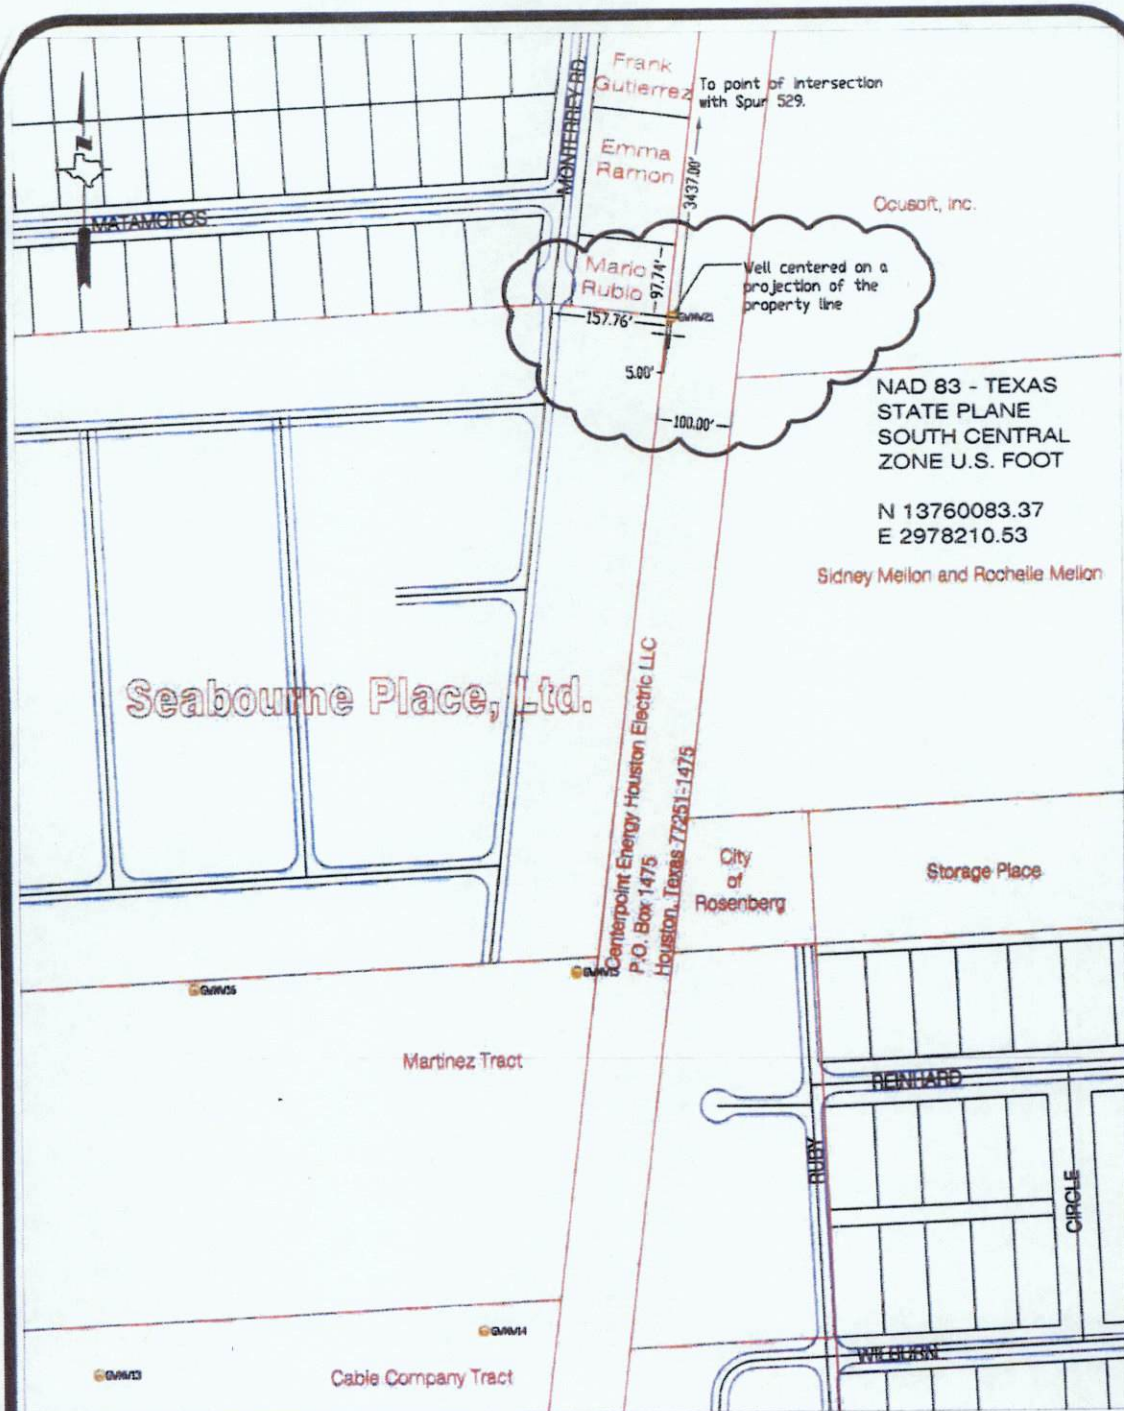 Frank
Gutierrez
To point of intersection
with Spur 529.
MONTERREY RD.
Emma
Ramon
3437.00'
N
MATAMOROS
Ocusoft, inc.
Mario
Rubio
97.74'
Well centered on a
projection of the
property line
157.76'
5.00'
100.00'
NAD 83 - TEXAS
STATE PLANE
SOUTH CENTRAL
ZONE U.S. FOOT
N 13760083.37
E 2978210.53
Sidney Mellon and Rochelle Mellon
Seabourne Place, Ltd.
Centerpoint Energy Houston Electric LLC
P.O. Box 1475
Houston, Texas 77251-1475
City
of
Rosenberg
Storage Place
Martinez Tract
REINHARD
RUBY
CIRCLE
WILBURN
Cable Company Tract